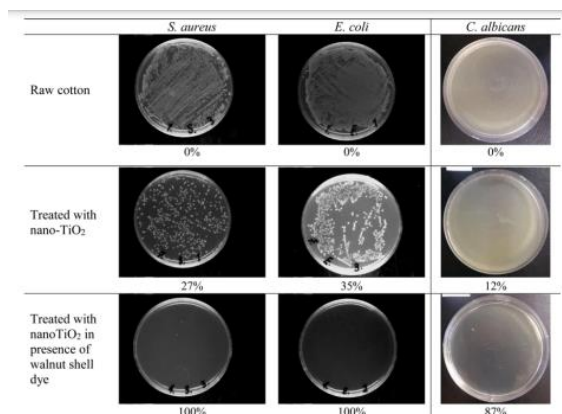 S. aureus E. coli C. albicans
Raw cotton
0% 0% 0%
Treated with
nano-TiO₂
27% 35% 12%
Treated with
nanoTiO₂ in
presence of
walnut shell
dye
100% 100% 87%